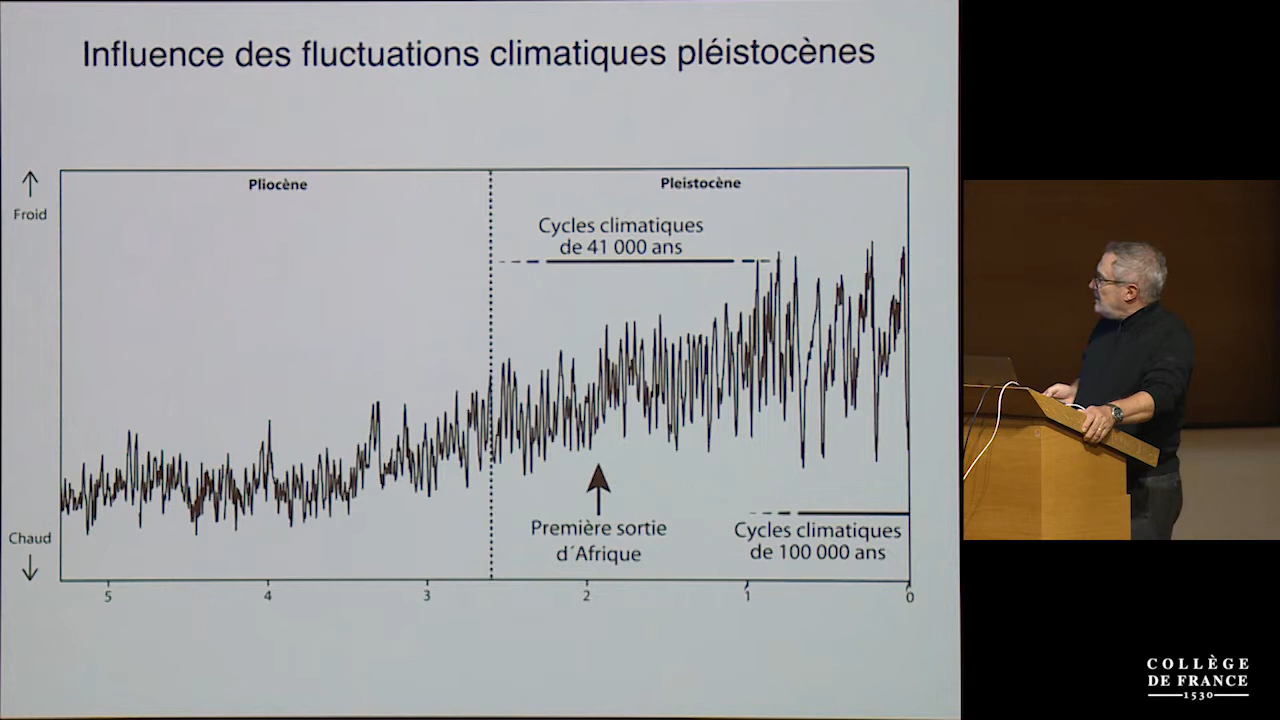 Influence des fluctuations climatiques pléistocènes
Pliocène
Pleistocène
Froid
Cycles climatiques
de 41 000 ans
Première sortie
d´Afrique
Cycles climatiques
de 100 000 ans
Chaud
5
4
3
2
1
0
COLLÈGE
DE FRANCE
1530